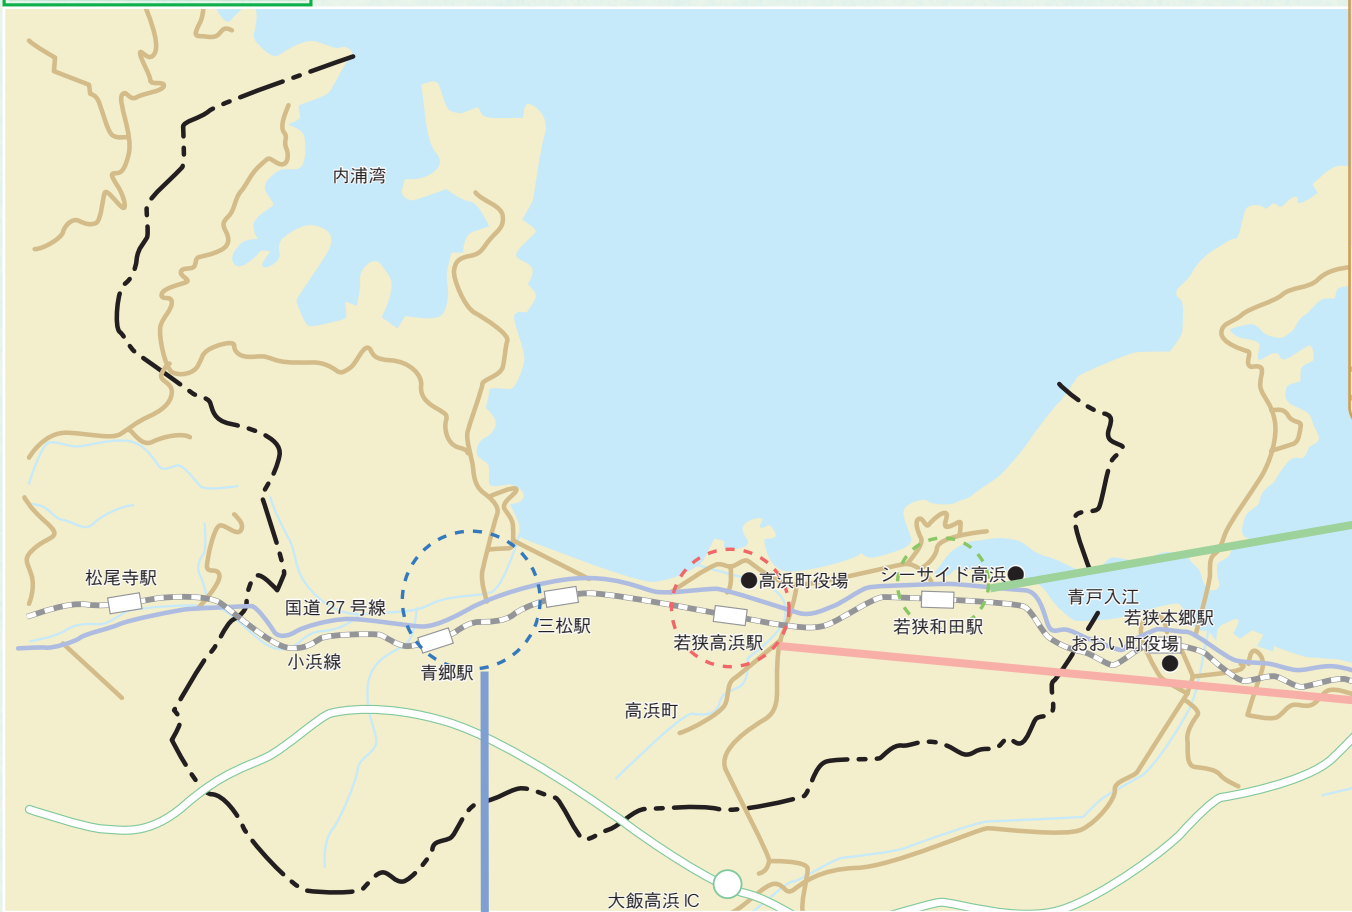 内浦湾
松尾寺駅
国道 27 号線
小浜線
青郷駅
三松駅
高浜町役場
若狭高浜駅
シーサイド高浜
若狭和田駅
青戸入江
若狭本郷駅
おおい町役場
高浜町
大飯高浜 IC